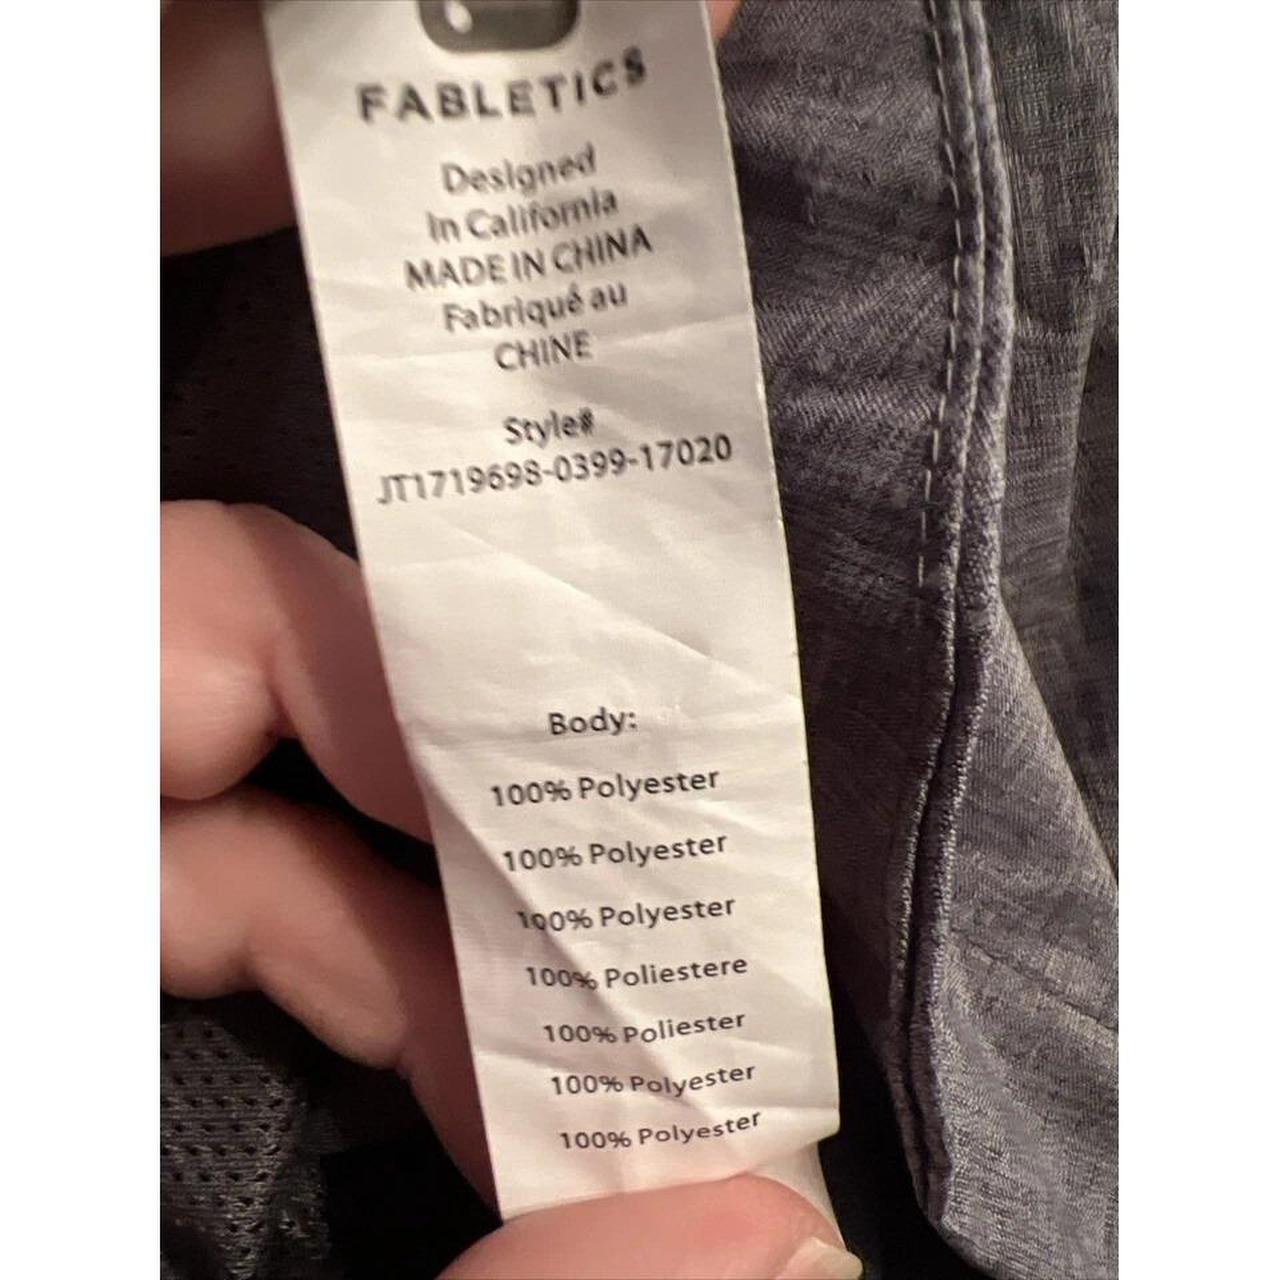 FABLETICS
Designed
in California
MADE IN CHINA
Fabriqué au
CHINE
Style#
JT1719698-0399-17020
Body:
100% Polyester
100% Polyester
100% Polyester
100% Poliestere
100% Poliester
100% Polyester
100% Polyester